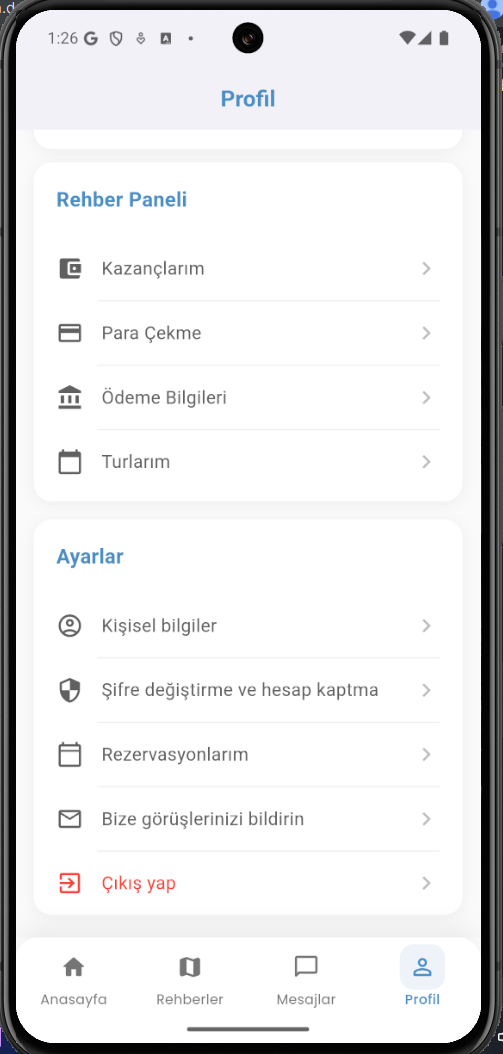 1:26
Profil
Rehber Paneli
Kazançlarım
Para Çekme
Ödeme Bilgileri
Turlarım
Ayarlar
Kişisel bilgiler
Şifre değiştirme ve hesap kaptma
Rezervasyonlarım
Bize görüşlerinizi bildirin
Çıkış yap
Anasayfa
Rehberler
Mesajlar
Profil